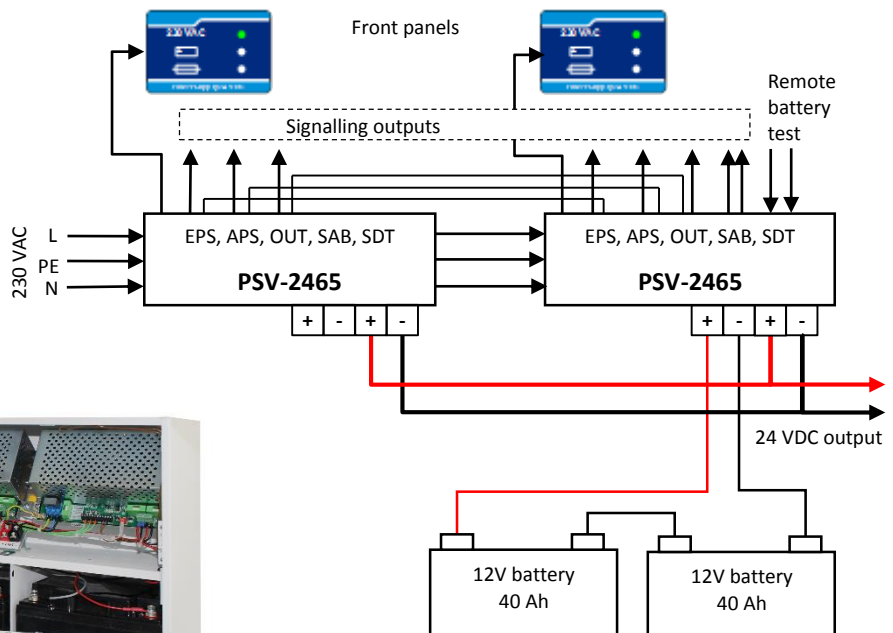 230 VAC
230 VAC
Front panels
Remote
battery
test
Signalling outputs
230 VAC
L
PE
N
EPS, APS, OUT, SAB, SDT
PSV-2465
EPS, APS, OUT, SAB, SDT
PSV-2465
+ - + -
+ - + -
24 VDC output
12V battery
40 Ah
12V battery
40 Ah